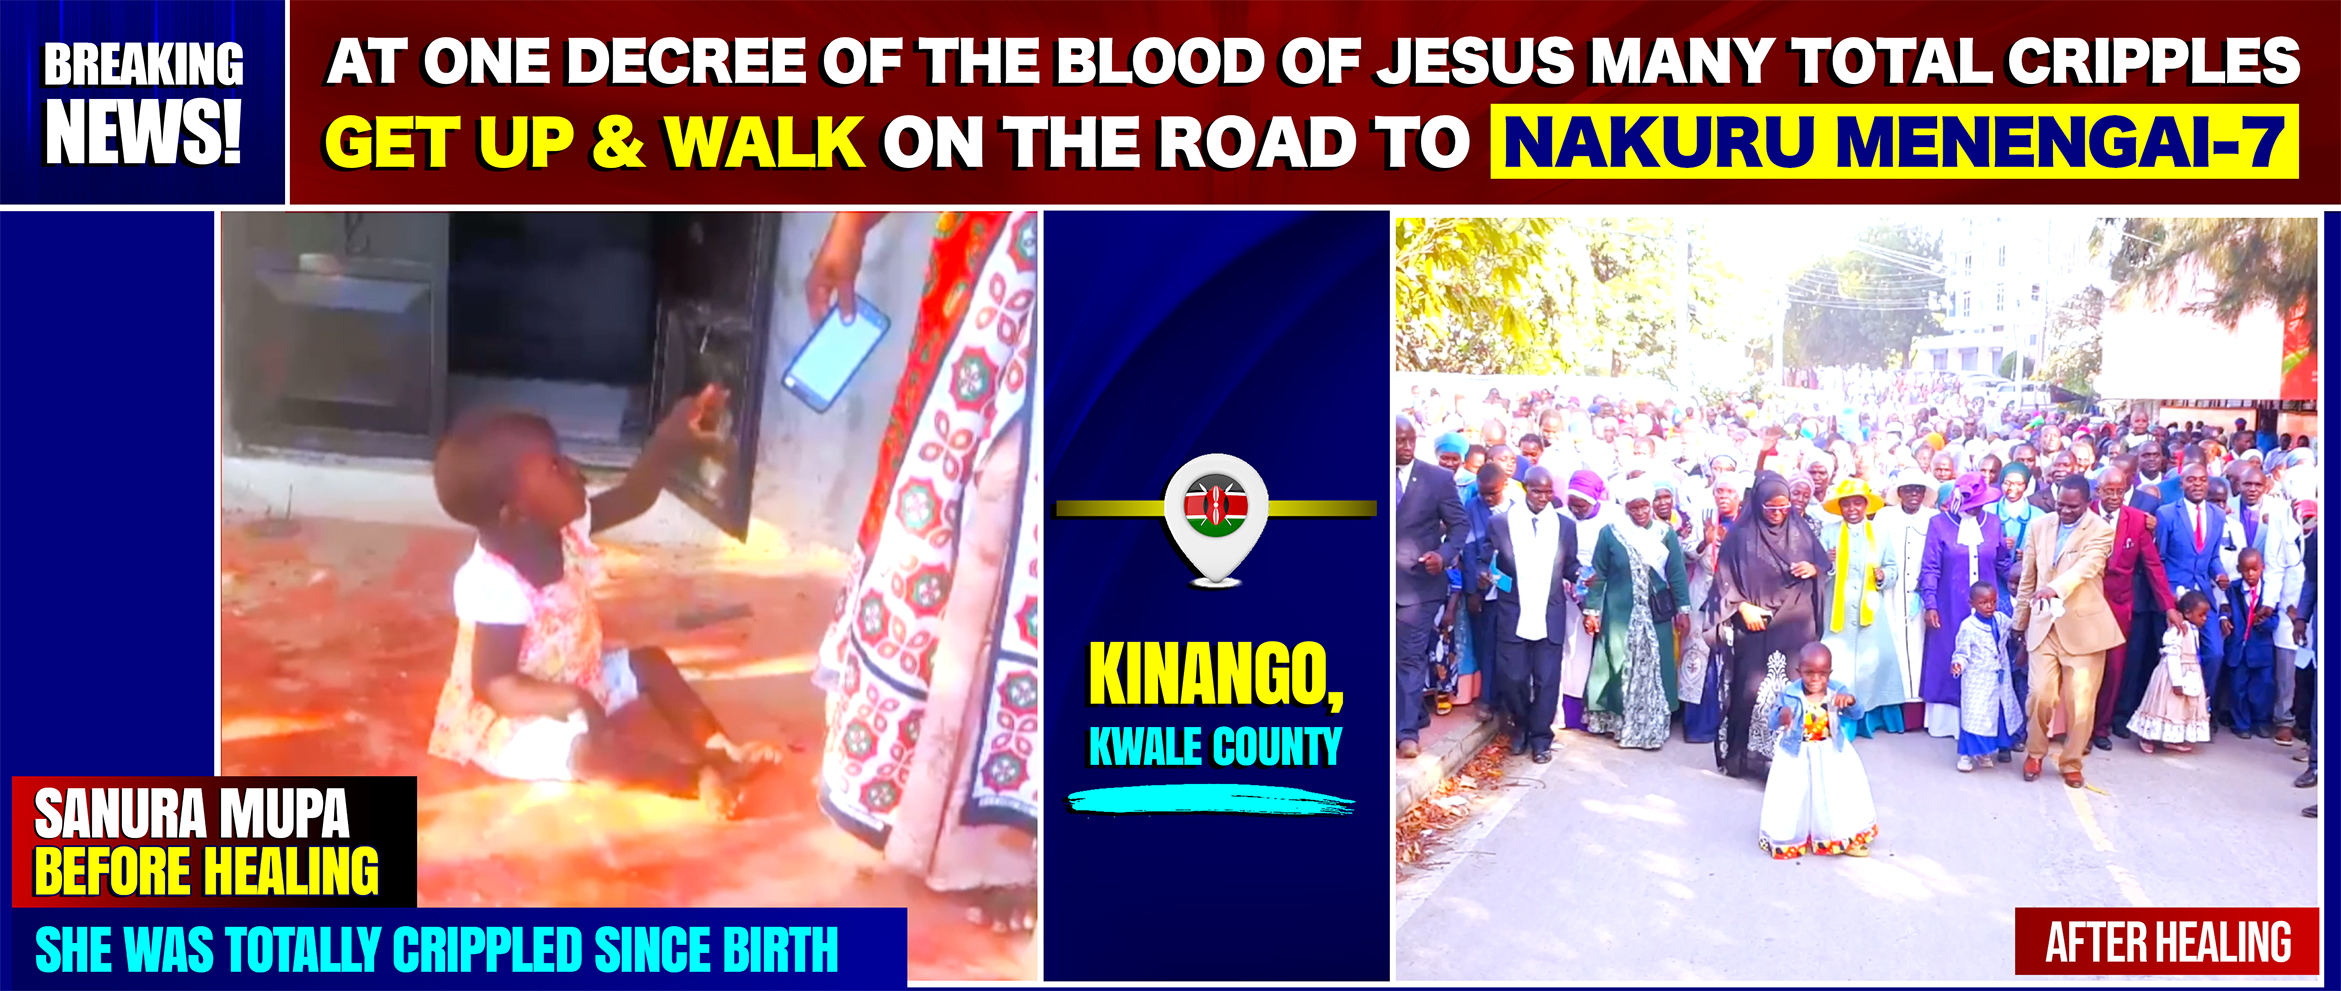 BREAKING
NEWS!
AT ONE DECREE OF THE BLOOD OF JESUS MANY TOTAL CRIPPLES
GET UP & WALK ON THE ROAD TO NAKURU MENENGAI-7
KINANGO,
KWALE COUNTY
SANURA MUPA
BEFORE HEALING
SHE WAS TOTALLY CRIPPLED SINCE BIRTH
AFTER HEALING